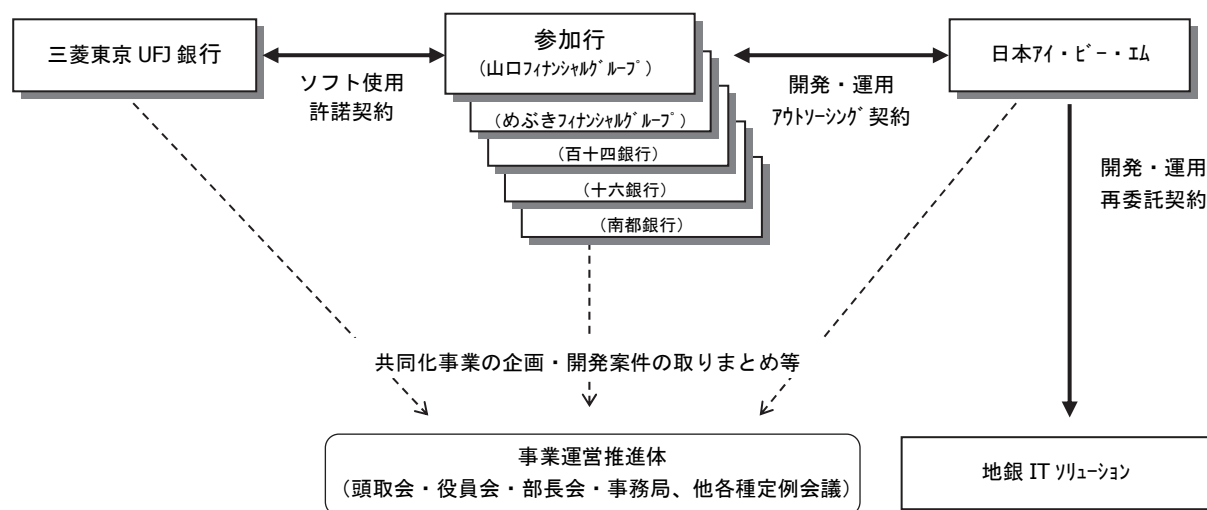 三菱東京 UFJ 銀行
ソフト使用
許諾契約
参加行
(山口ﾌｨﾅﾝｼｬﾙｸﾞﾙｰﾌﾟ)
(めぶきﾌｨﾅﾝｼｬﾙｸﾞﾙｰﾌﾟ)
(百十四銀行)
(十六銀行)
(南都銀行)
開発・運用
ｱｳﾄｿｰｼﾝｸﾞ契約
日本ｱｲ・ﾋﾞｰ・ｴﾑ
開発・運用
再委託契約
共同化事業の企画・開発案件の取りまとめ等
事業運営推進体
(頭取会・役員会・部長会・事務局、他各種定例会議)
地銀 IT ｿﾘｭｰｼｮﾝ